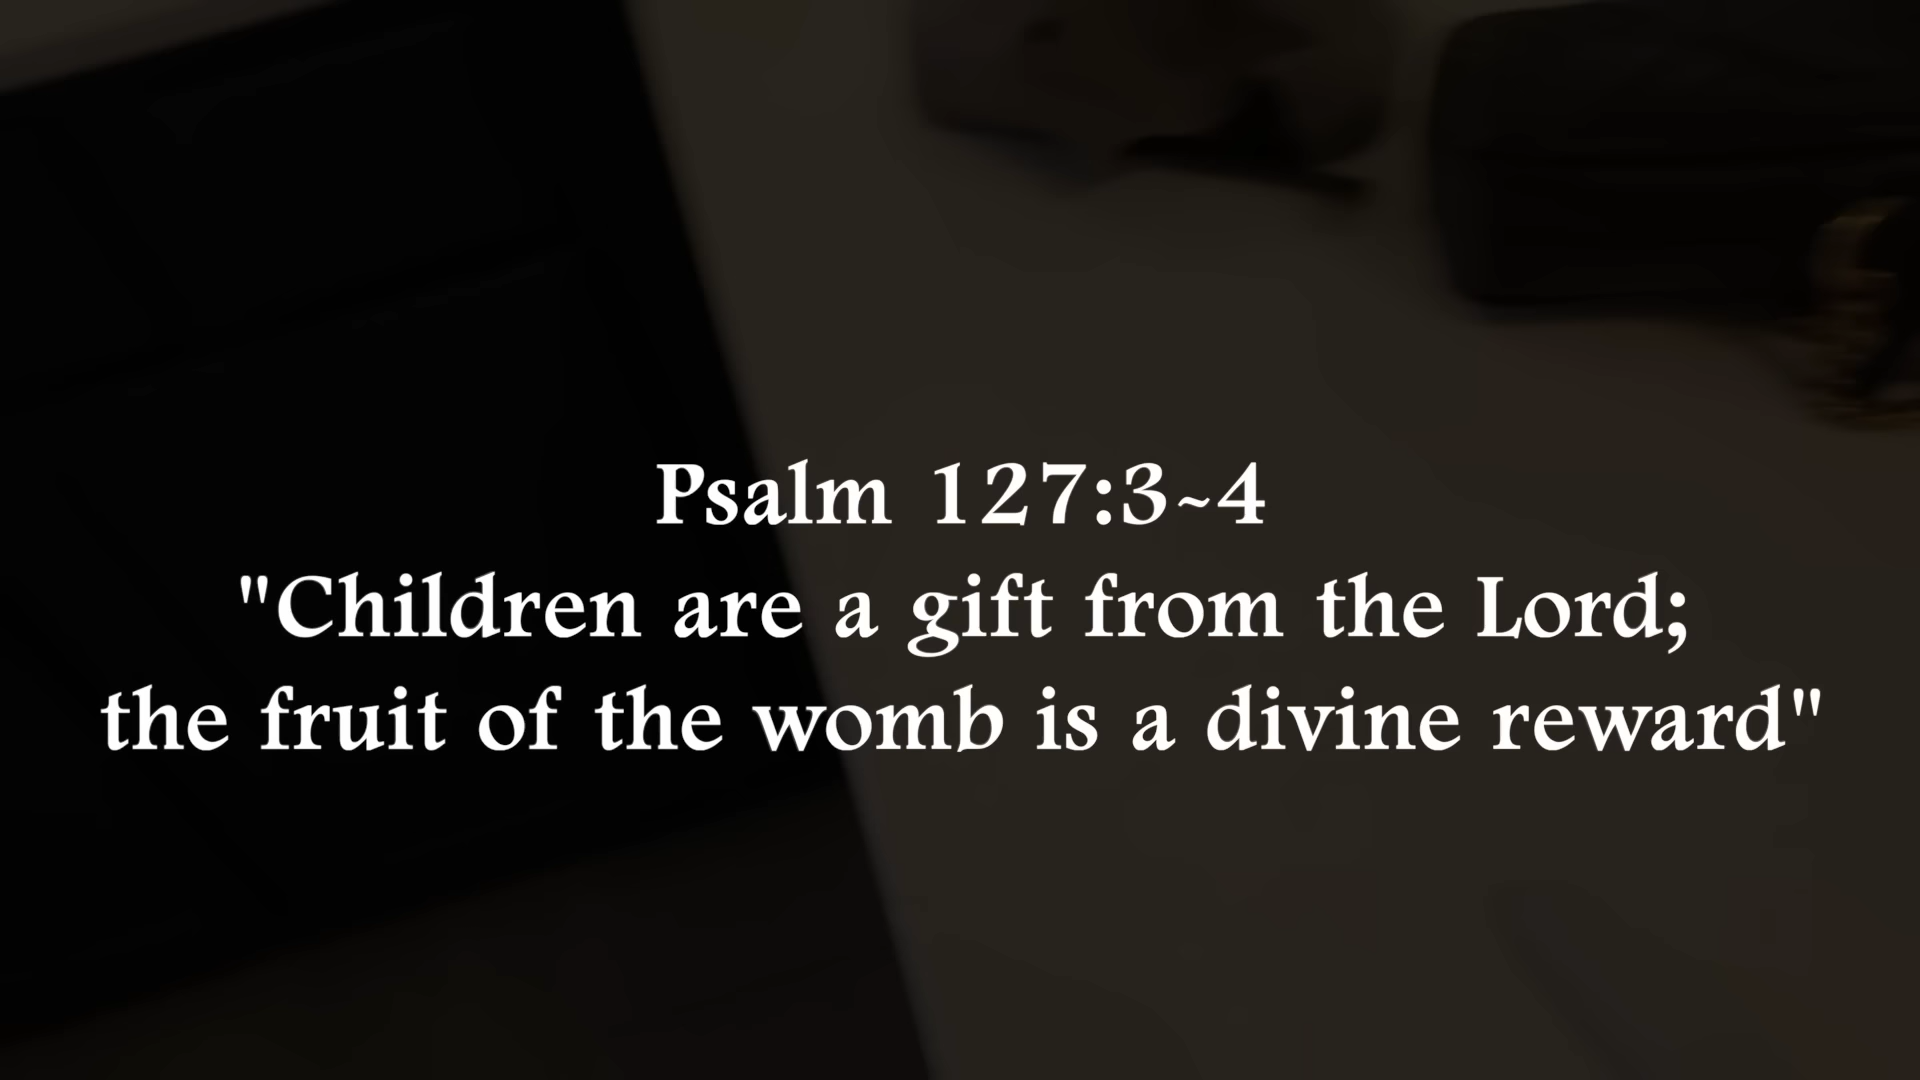 Psalm 127:3~4
"Children are a gift from the Lord;
the fruit of the womb is a divine reward"